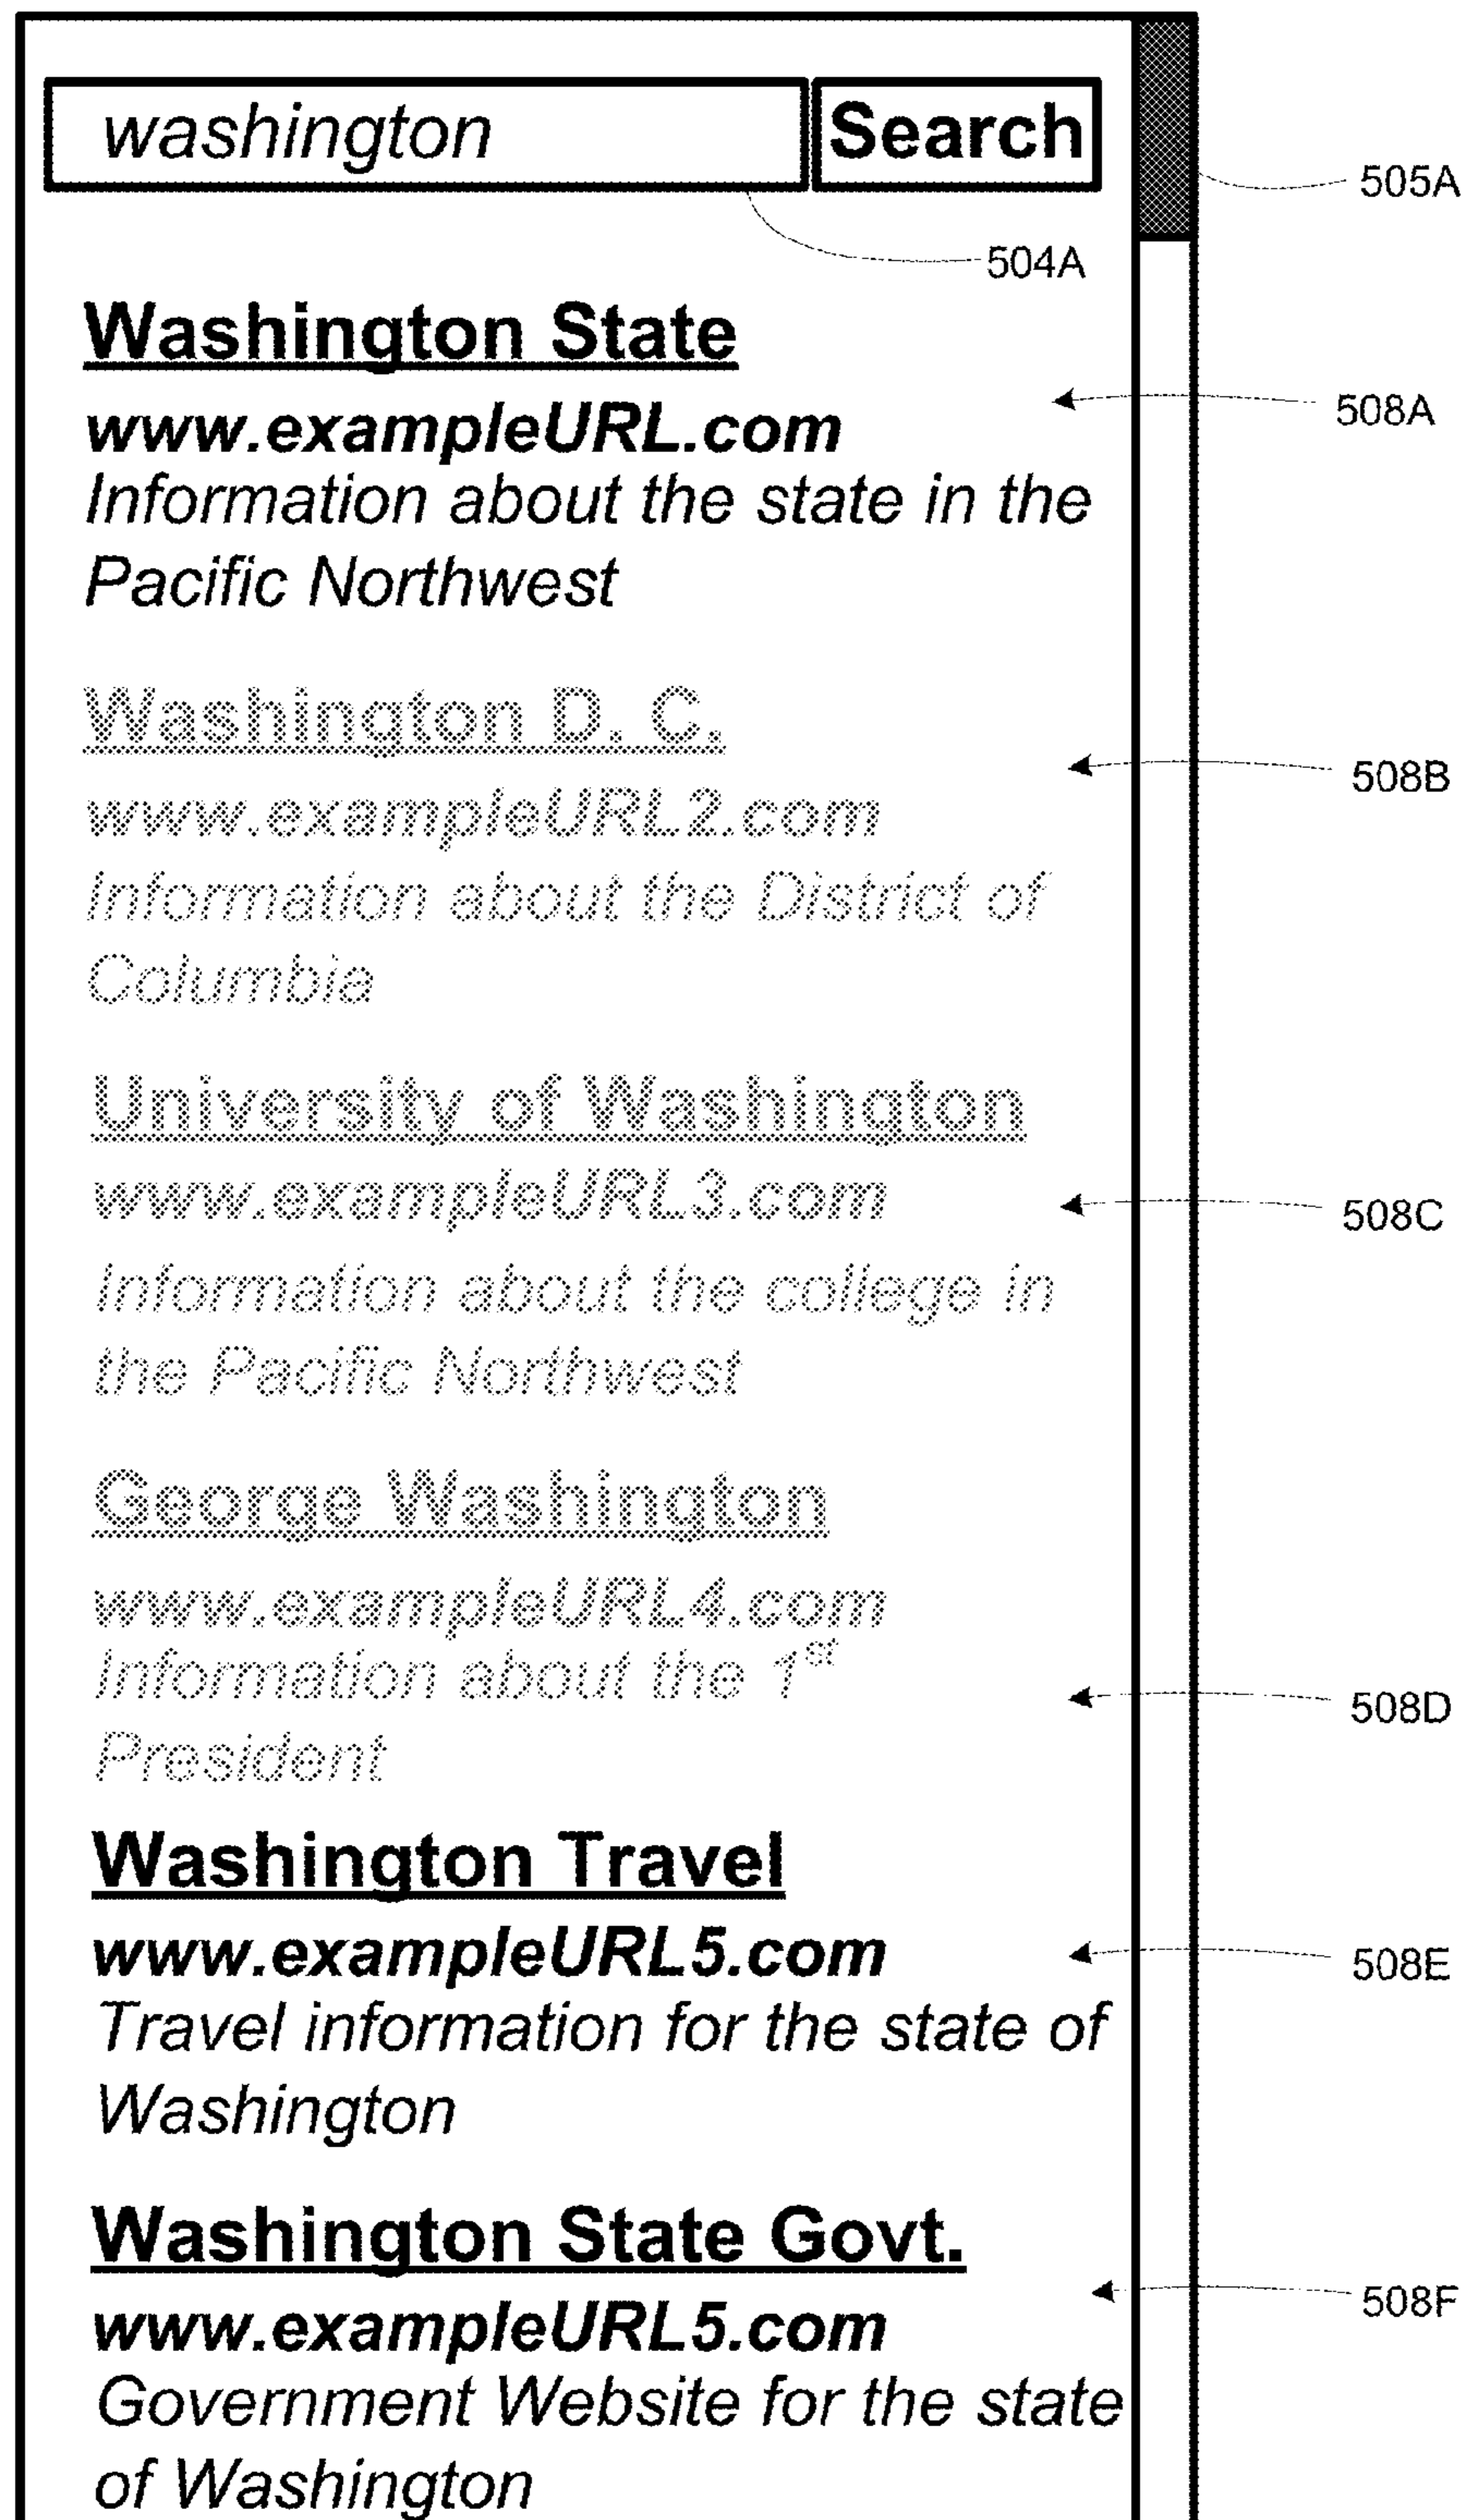 washington Search
505A
504A
Washington State
508A
www.exampleURL.com
Information about the state in the
Pacific Northwest
Washington D. C.
508B
www.exampleURL2.com
Information about the District of
Columbia
University of Washington
www.exampleURL3.com
508C
Information about the college in
the Pacific Northwest
George Washington
www.exampleURL4.com
Information about the 1st
508D
President
Washington Travel
www.exampleURL5.com
508E
Travel information for the state of
Washington
Washington State Govt.
508F
www.exampleURL5.com
Government Website for the state
of Washington